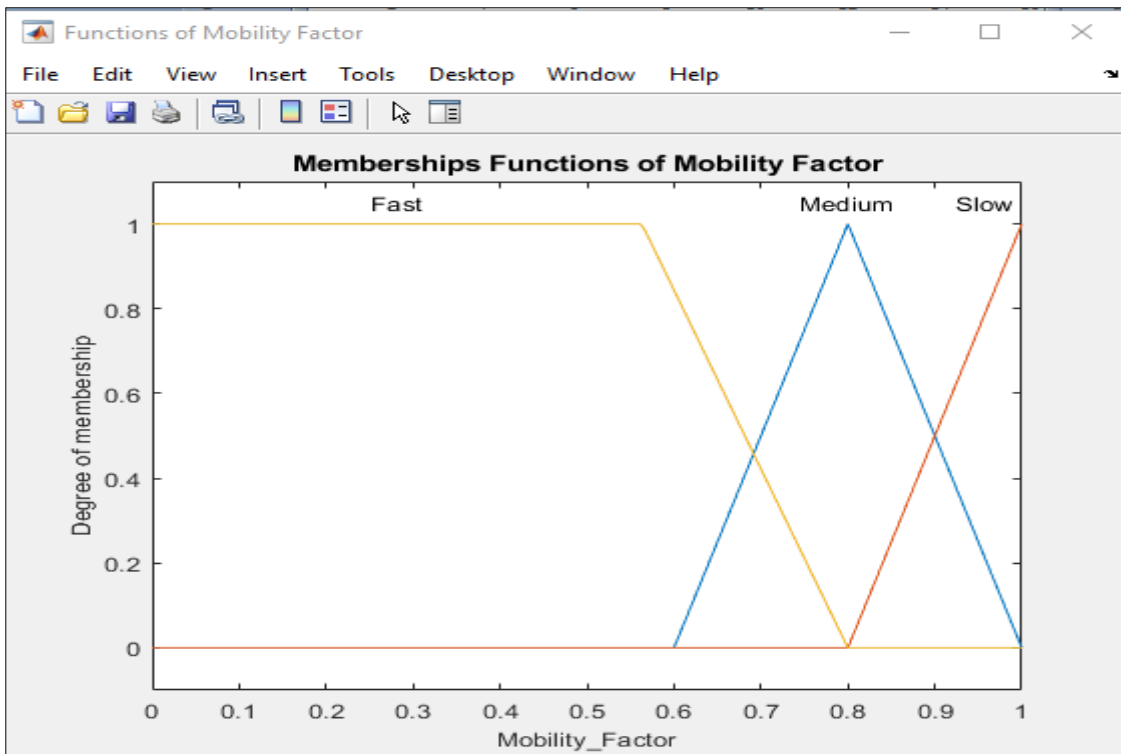 Functions of Mobility Factor
File Edit View Insert Tools Desktop Window Help
Memberships Functions of Mobility Factor
Fast Medium Slow
1
0.8
0.6
0.4
0.2
0
Degree of membership
0 0.1 0.2 0.3 0.4 0.5 0.6 0.7 0.8 0.9 1
Mobility_Factor